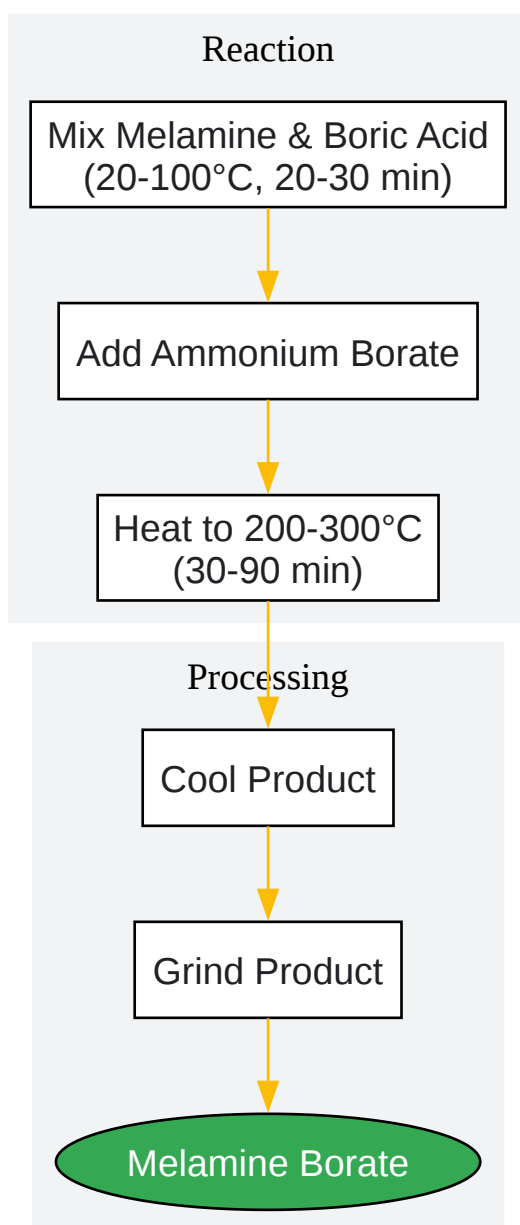 Reaction
Mix Melamine & Boric Acid
(20-100°C, 20-30 min)
Add Ammonium Borate
Heat to 200-300°C
(30-90 min)
Processing
Cool Product
Grind Product
Melamine Borate